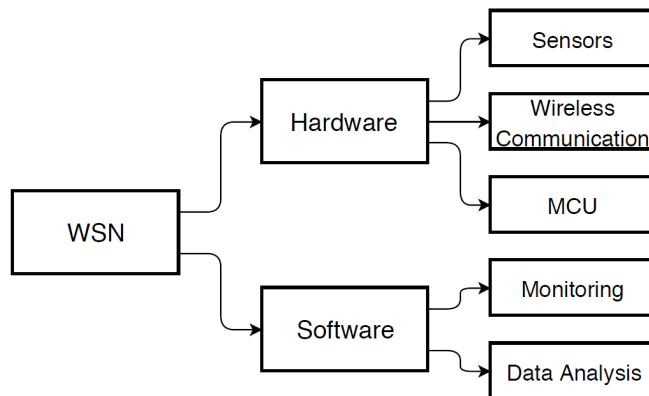 Sensors
Wireless
Communication
Hardware
MCU
WSN
Monitoring
Software
Data Analysis